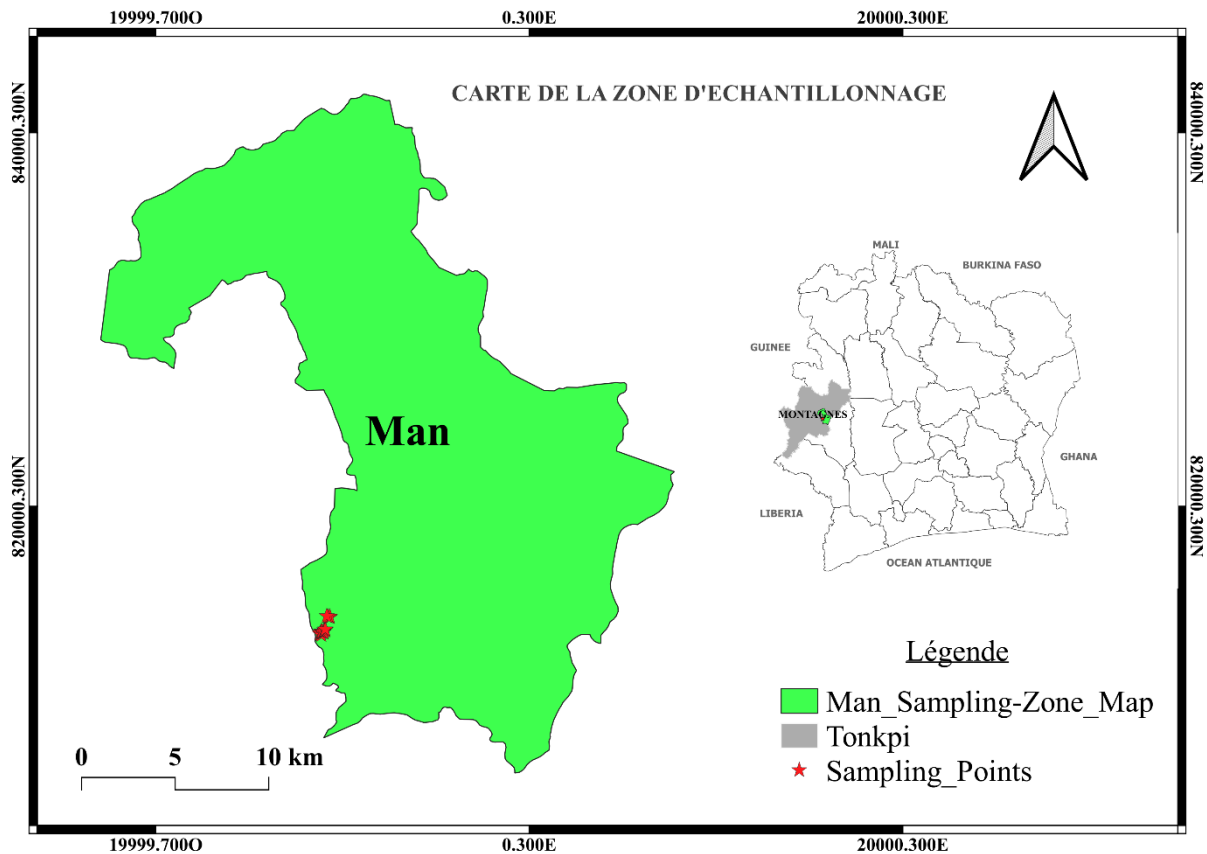 19999.700O 0.300E 20000.300E
CARTE DE LA ZONE D'ECHANTILLONNAGE
840000.300N 840000.300N
MALI
BURKINA FASO
GUINEE
MONTAGNES
Man
GHANA
820000.300N 820000.300N
LIBERIA
OCEAN ATLANTIQUE
Légende
Man_Sampling-Zone_Map
Tonkpi
Sampling_Points
0 5 10 km
19999.700O 0.300E 20000.300E